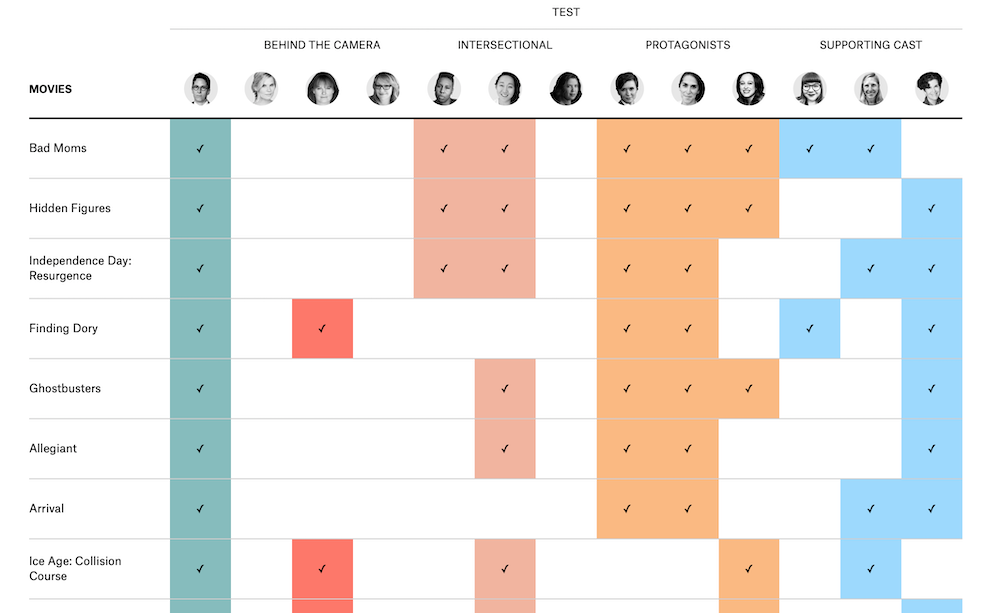 TEST
BEHIND THE CAMERA INTERSECTIONAL PROTAGONISTS SUPPORTING CAST
MOVIES
Bad Moms ✓ ✓ ✓ ✓ ✓ ✓ ✓ ✓
Hidden Figures ✓ ✓ ✓ ✓ ✓ ✓ ✓
Independence Day:
Resurgence ✓ ✓ ✓ ✓ ✓ ✓ ✓
Finding Dory ✓ ✓ ✓ ✓ ✓ ✓
Ghostbusters ✓ ✓ ✓ ✓ ✓ ✓
Allegiant ✓ ✓ ✓ ✓ ✓
Arrival ✓ ✓ ✓ ✓ ✓
Ice Age: Collision
Course ✓ ✓ ✓ ✓ ✓